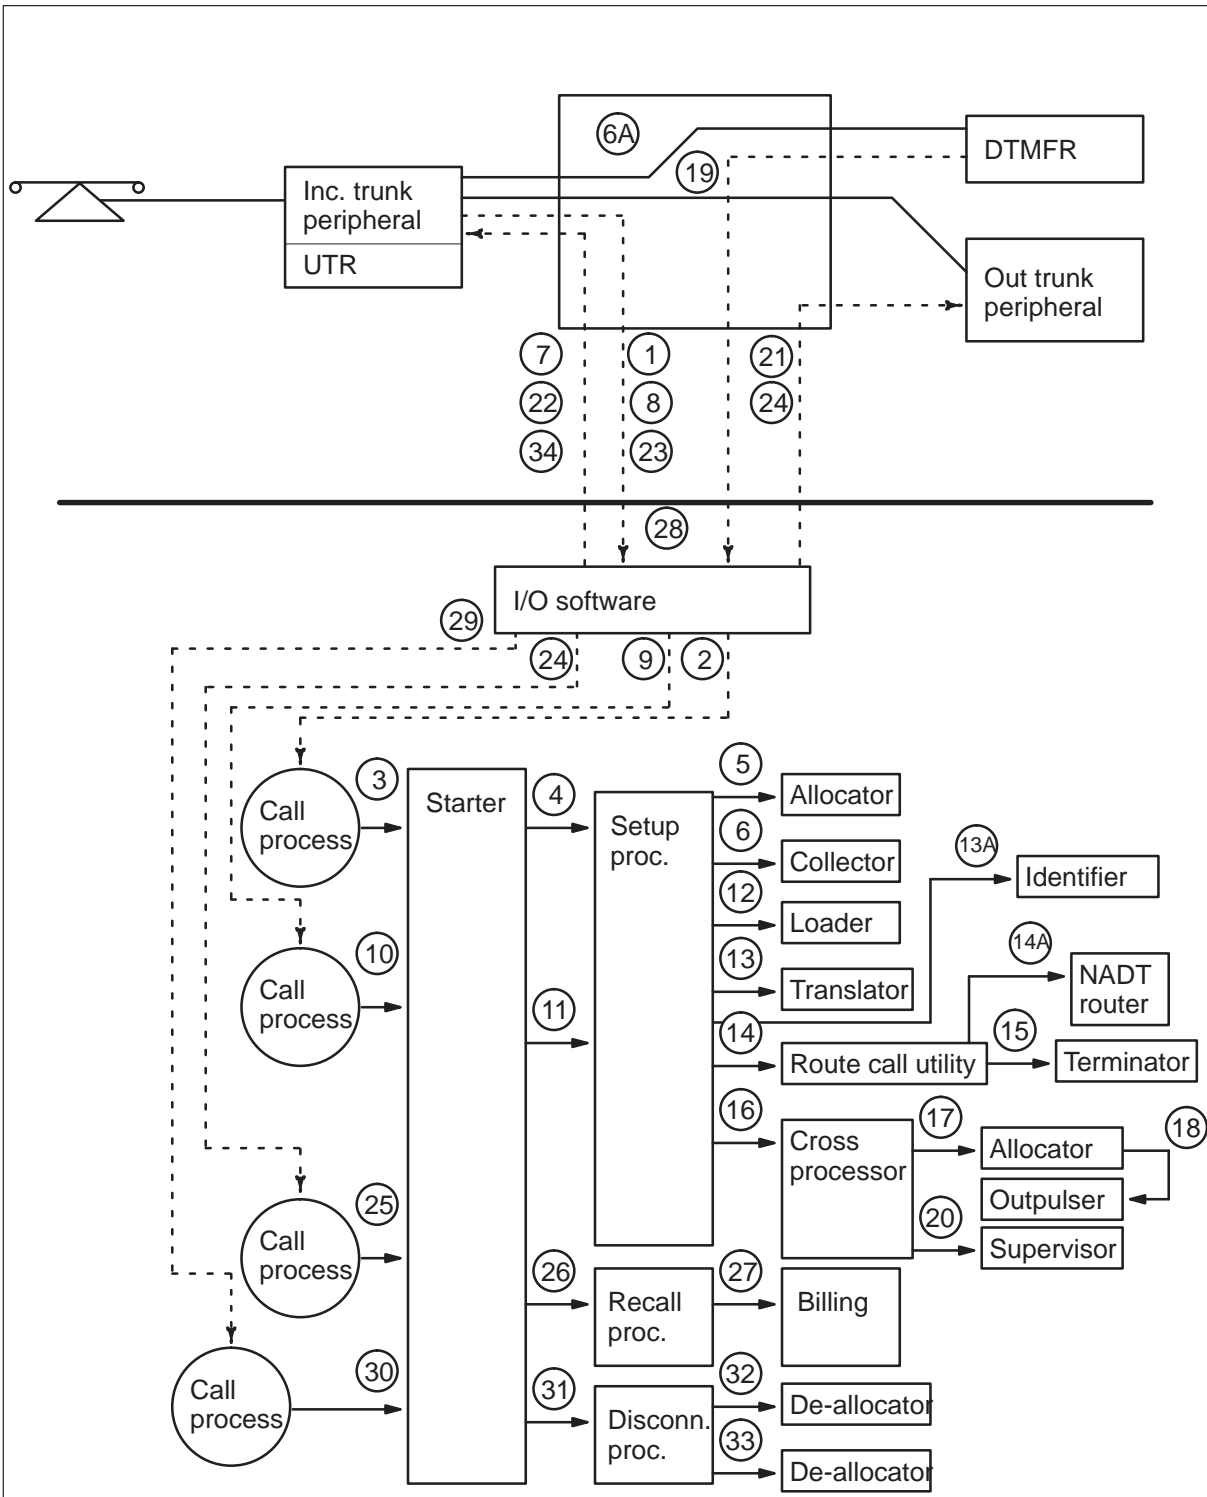 6A
DTMFR
19
Inc. trunk
peripheral
UTR
Out trunk
peripheral
7
1
21
22
8
24
34
23
28
I/O software
29
24
9
2
3
Call
process
Starter
4
Setup
proc.
5
Allocator
6
Collector
13A
Identifier
12
Loader
10
Call
process
13
Translator
14A
NADT
router
11
14
Route call utility
15
Terminator
16
Cross
processor
17
Allocator
18
Outpulser
20
Supervisor
25
Call
process
26
Recall
proc.
27
Billing
30
Call
process
31
Disconn.
proc.
32
De-allocator
33
De-allocator